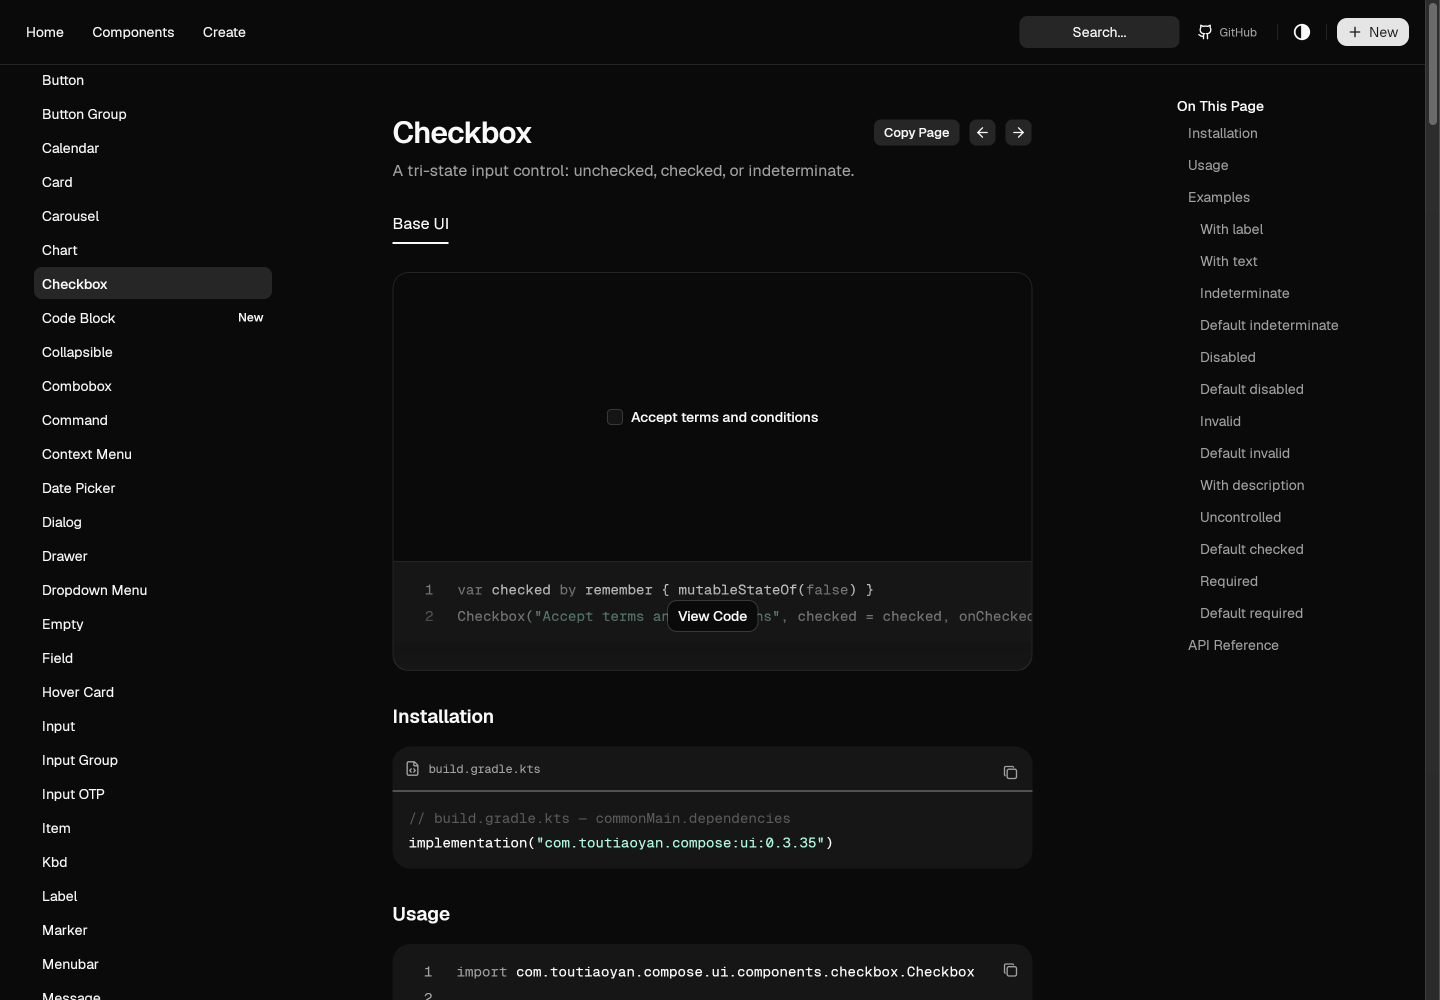 Home
Components
Create
Search...
GitHub
New
Button
Button Group
Calendar
Card
Carousel
Chart
Checkbox
Code Block
New
Collapsible
Combobox
Command
Context Menu
Date Picker
Dialog
Drawer
Dropdown Menu
Empty
Field
Hover Card
Input
Input Group
Input OTP
Item
Kbd
Label
Marker
Menubar
Message
Checkbox
Copy Page
A tri-state input control: unchecked, checked, or indeterminate.
Base UI
Accept terms and conditions
1 var checked by remember { mutableStateOf(false) }
2 Checkbox("Accept terms an
View Code
ns", checked = checked, onChecked
Installation
build.gradle.kts
// build.gradle.kts — commonMain.dependencies
implementation("com.toutiaoyan.compose:ui:0.3.35")
Usage
1 import com.toutiaoyan.compose.ui.components.checkbox.Checkbox
2
On This Page
Installation
Usage
Examples
With label
With text
Indeterminate
Default indeterminate
Disabled
Default disabled
Invalid
Default invalid
With description
Uncontrolled
Default checked
Required
Default required
API Reference